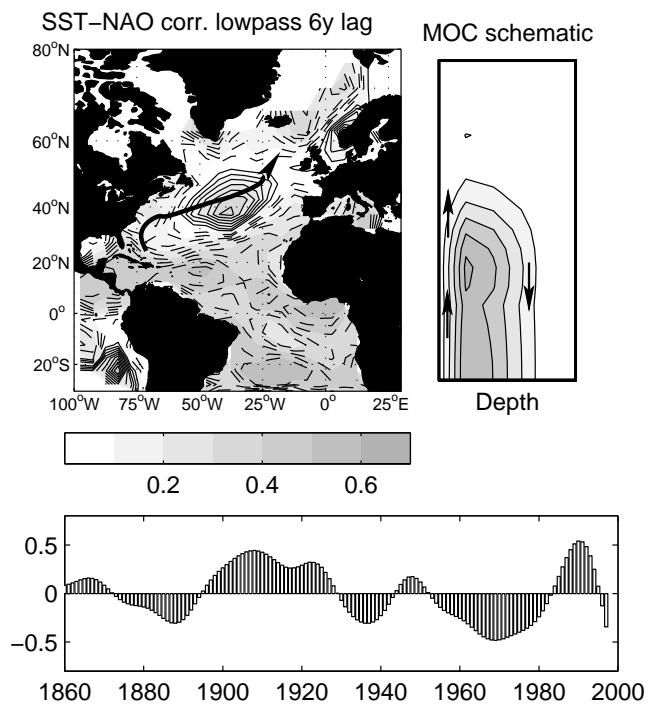 SST−NAO corr. lowpass 6y lag
MOC schematic
80°N
60°N
40°N
20°N
0°
20°S
100°W 75°W 50°W 25°W 0° 25°E
Depth
0.2 0.4 0.6
0.5
0
−0.5
1860 1880 1900 1920 1940 1960 1980 2000